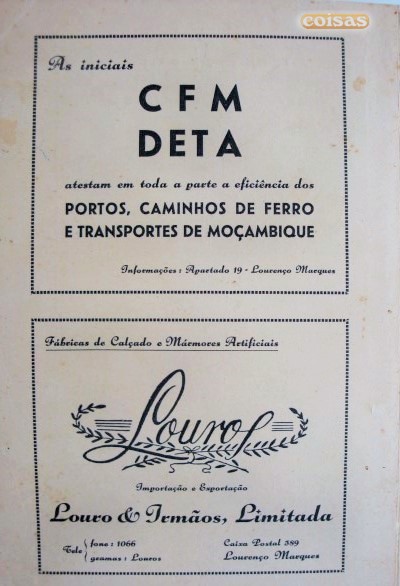 coisas
As iniciais
CFM
DETA
atestam em toda a parte a eficiência dos
PORTOS, CAMINHOS DE FERRO
E TRANSPORTES DE MOÇAMBIQUE
Informações: Apartado 19 - Lourenço Marques
Fábricas de Calçado e Mármores Artificiais
Louros
Importação e Exportação
Louro & Irmãos, Limitada
Tele { fone: 1066
gramas: Louros
Caixa Postal 389
Lourenço Marques